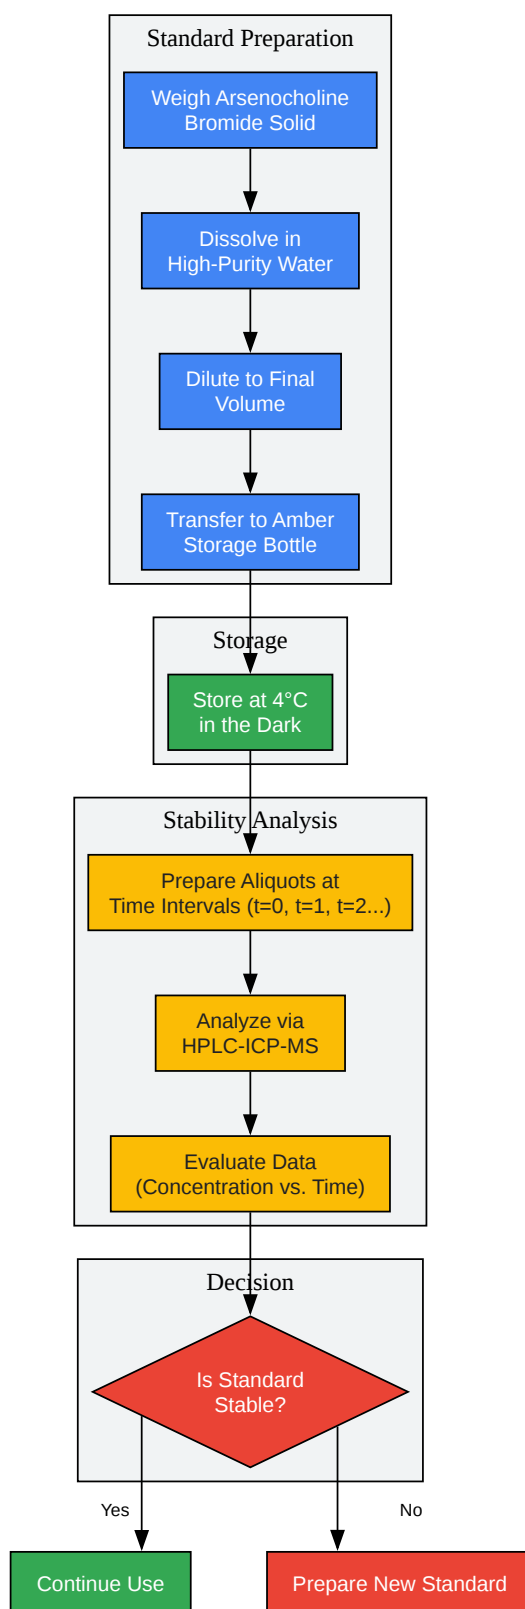 Standard Preparation
Weigh Arsenocholine
Bromide Solid
Dissolve in
High-Purity Water
Dilute to Final
Volume
Transfer to Amber
Storage Bottle
Storage
Store at 4°C
in the Dark
Stability Analysis
Prepare Aliquots at
Time Intervals (t=0, t=1, t=2...)
Analyze via
HPLC-ICP-MS
Evaluate Data
(Concentration vs. Time)
Decision
Is Standard
Stable?
Yes
No
Continue Use
Prepare New Standard